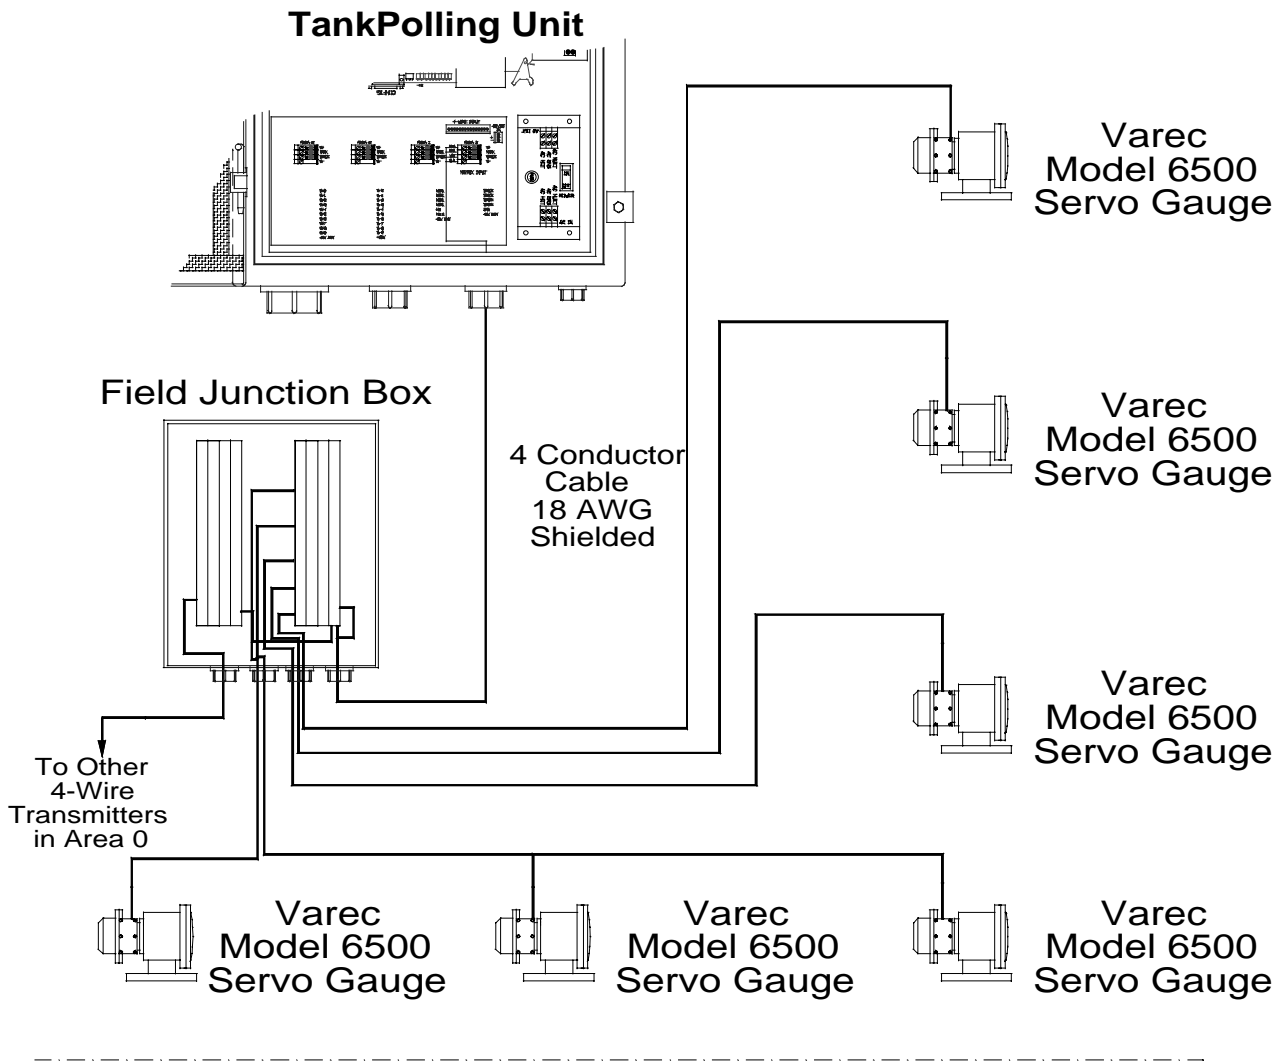 TankPolling Unit
Varec
Model 6500
Servo Gauge
Field Junction Box
Varec
Model 6500
Servo Gauge
4 Conductor
Cable
18 AWG
Shielded
Varec
Model 6500
Servo Gauge
To Other
4-Wire
Transmitters
in Area 0
Varec
Model 6500
Servo Gauge
Varec
Model 6500
Servo Gauge
Varec
Model 6500
Servo Gauge